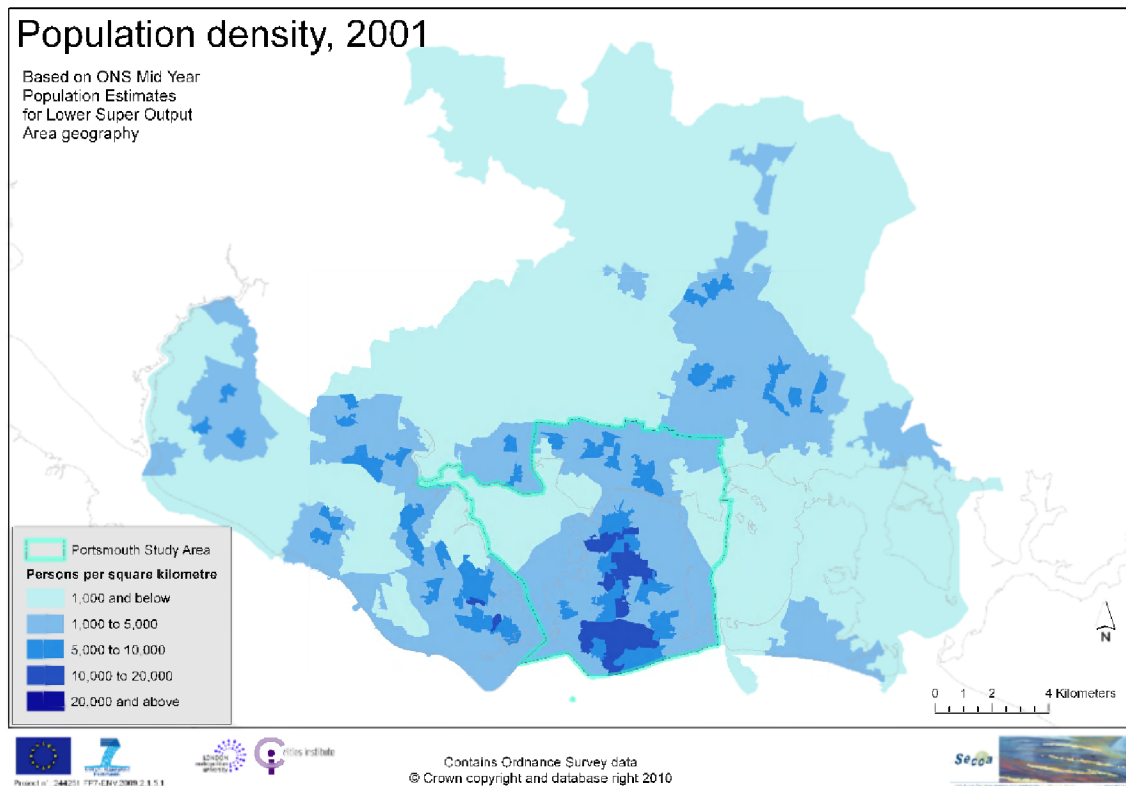 Population density, 2001
Based on ONS Mid Year
Population Estimates
for Lower Super Output
Area geography
Portsmouth Study Area
Persons per square kilometre
1,000 and below
1,000 to 5,000
5,000 to 10,000
10,000 to 20,000
20,000 and above
N
0 1 2 4 Kilometers
LONDON
cities institute
Contains Ordnance Survey data
© Crown copyright and database right 2010
Secoa